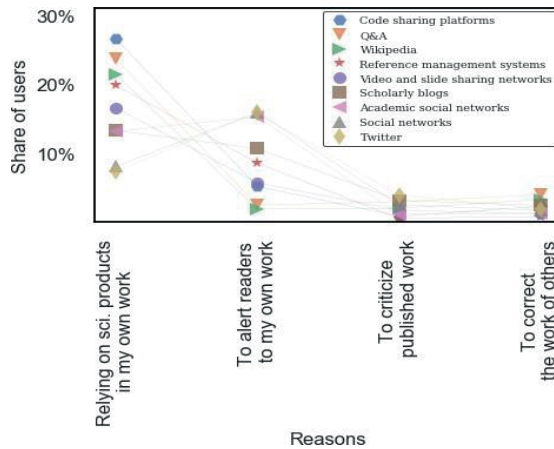 30%
20%
10%
Share of users
Code sharing platforms
Q&A
Wikipedia
Reference management systems
Video and slide sharing networks
Scholarly blogs
Academic social networks
Social networks
Twitter
Relying on sci. products
in my own work
To alert readers
to my own work
To criticize
published work
To correct
the work of others
Reasons